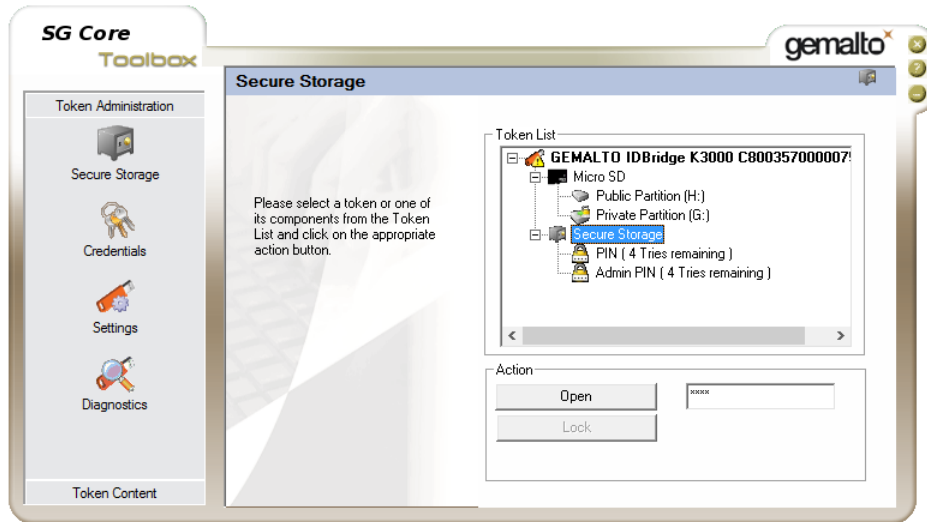 SG Core
Toolbox
gemalto
Secure Storage
Token Administration
Secure Storage
Credentials
Settings
Diagnostics
Token Content
Please select a token or one of
its components from the Token
List and click on the appropriate
action button.
Token List
GEMALTO IDBridge K3000 C800357000007
Micro SD
Public Partition (H:)
Private Partition (G:)
Secure Storage
PIN ( 4 Tries remaining )
Admin PIN ( 4 Tries remaining )
Action
Open
xxxx
Lock